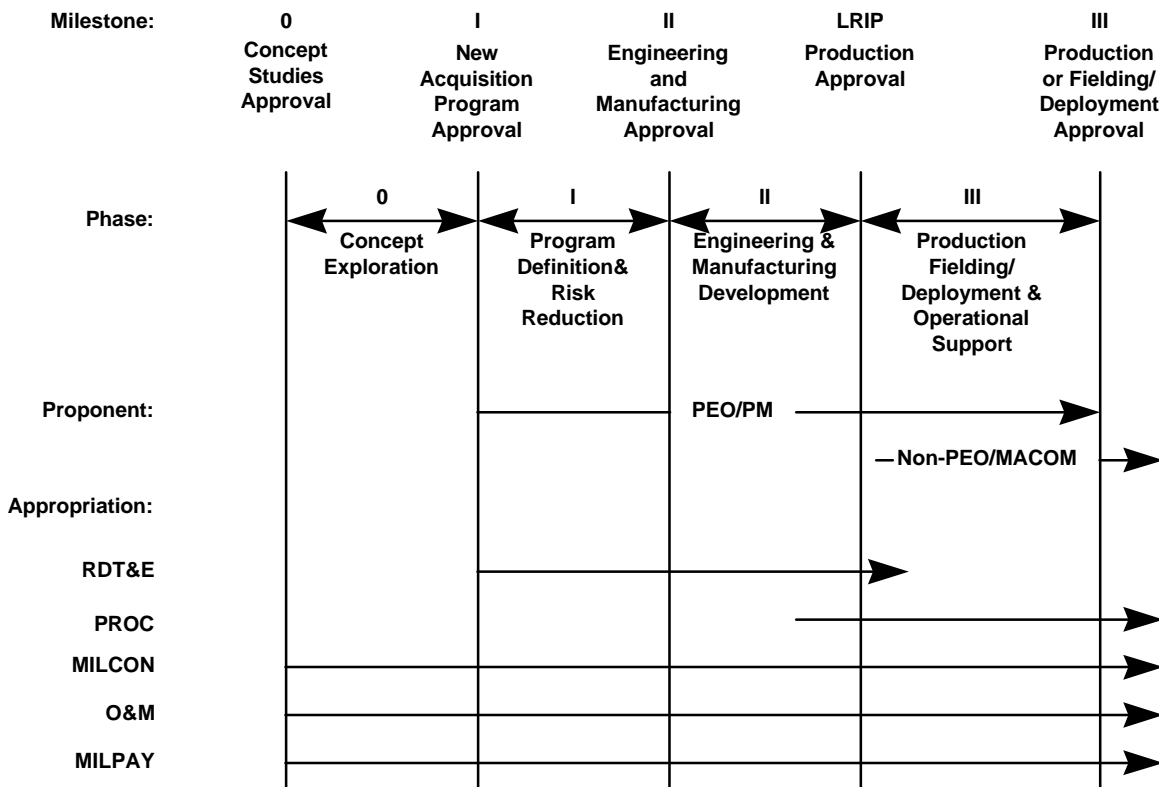 Milestone: 0 I II LRIP III
Concept
Studies
Approval
New
Acquisition
Program
Approval
Engineering
and
Manufacturing
Approval
Production
Approval
Production
or Fielding/
Deployment
Approval
Phase: 0 I II III
Concept
Exploration
Program
Definition&
Risk
Reduction
Engineering &
Manufacturing
Development
Production
Fielding/
Deployment &
Operational
Support
Proponent: PEO/PM
Non-PEO/MACOM
Appropriation:
RDT&E
PROC
MILCON
O&M
MILPAY